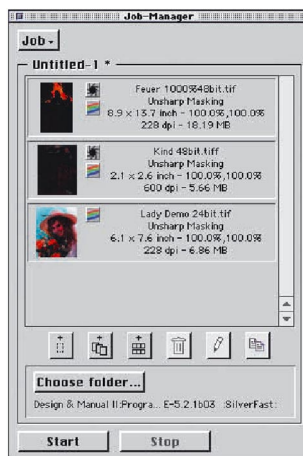 Job-Manager
Job
Untitled-1 *
Feuer 1000%48bit.tif
Unsharp Masking
8.9 x 13.7 inch - 100.0%,100.0%
228 dpi - 18.19 MB
Kind 48bit.tiff
Unsharp Masking
2.1 x 2.6 inch - 100.0%,100.0%
600 dpi - 5.66 MB
Lady Demo 24bit.tif
Unsharp Masking
6.1 x 7.6 inch - 100.0%,100.0%
228 dpi - 6.86 MB
Choose folder...
Design & Manual II:Progra... E-5.2.1b03 :SilverFast:
Start
Stop